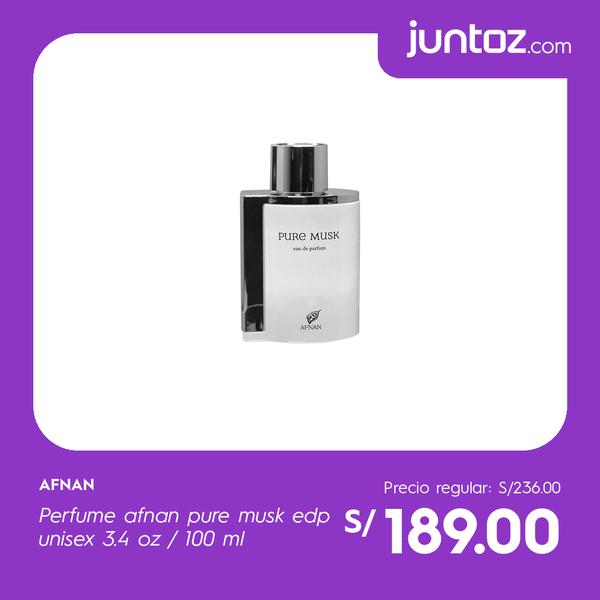 juntoz.com
PURE MUSK
eau de parfum
AFNAN
AFNAN
Precio regular: S/236.00
Perfume afnan pure musk edp
unisex 3.4 oz / 100 ml
S/189.00